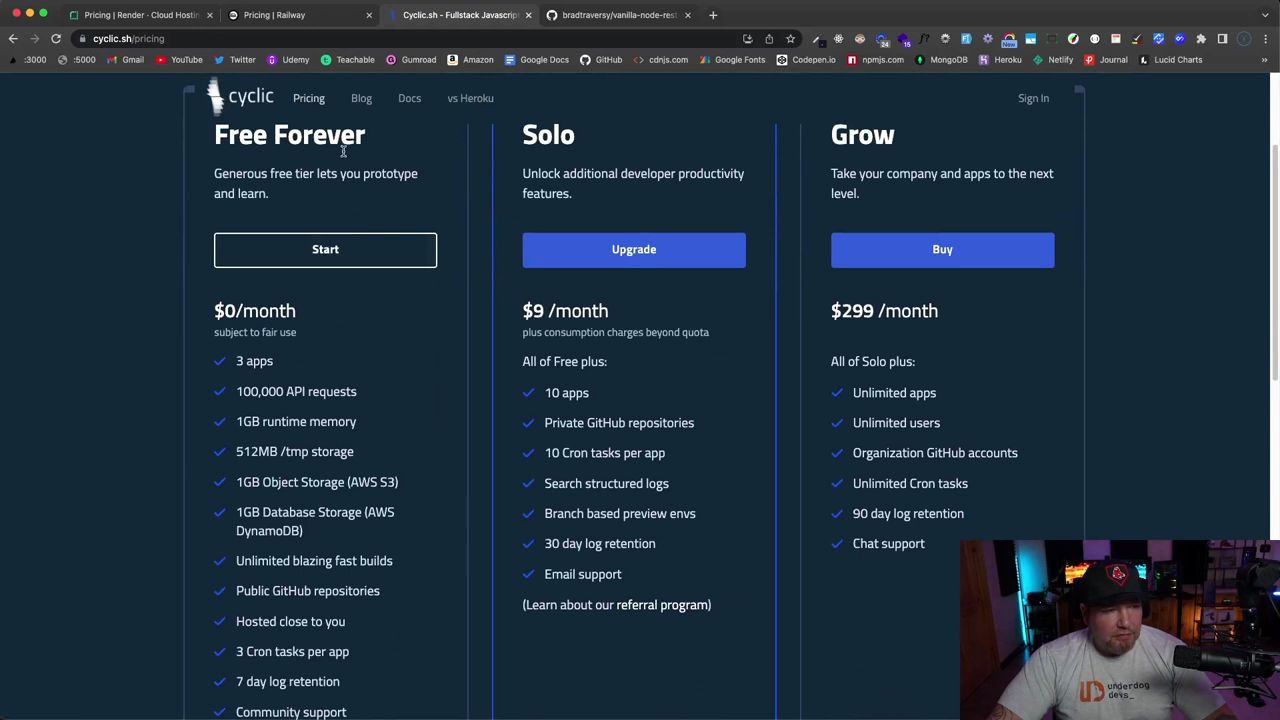 Pricing | Render · Cloud Hosti
Pricing | Railway
Cyclic.sh - Fullstack Javascript
bradtraversy/vanilla-node-rest
cyclic.sh/pricing
24
15
New
:3000
:5000
Gmail
YouTube
Twitter
Udemy
Teachable
Gumroad
Amazon
Google Docs
GitHub
cdnjs.com
Google Fonts
Codepen.io
npmjs.com
MongoDB
Heroku
Netlify
Journal
Lucid Charts
cyclic
Pricing
Blog
Docs
vs Heroku
Sign In
Free Forever
Generous free tier lets you prototype
and learn.
Start
$0/month
subject to fair use
3 apps
100,000 API requests
1GB runtime memory
512MB /tmp storage
1GB Object Storage (AWS S3)
1GB Database Storage (AWS
DynamoDB)
Unlimited blazing fast builds
Public GitHub repositories
Hosted close to you
3 Cron tasks per app
7 day log retention
Community support
Solo
Unlock additional developer productivity
features.
Upgrade
$9 /month
plus consumption charges beyond quota
All of Free plus:
10 apps
Private GitHub repositories
10 Cron tasks per app
Search structured logs
Branch based preview envs
30 day log retention
Email support
(Learn about our referral program)
Grow
Take your company and apps to the next
level.
Buy
$299 /month
All of Solo plus:
Unlimited apps
Unlimited users
Organization GitHub accounts
Unlimited Cron tasks
90 day log retention
Chat support
underdog
devs_